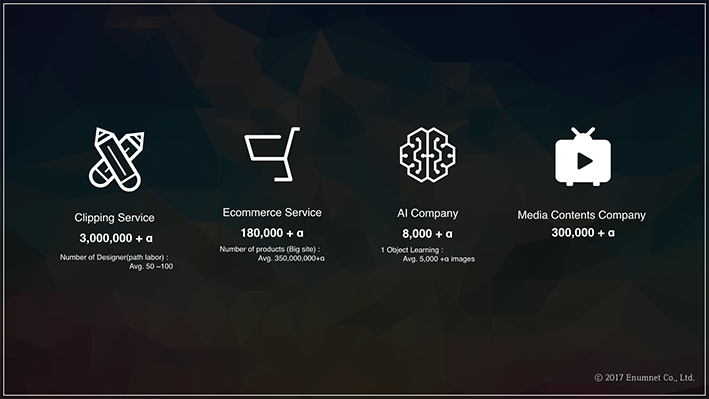 Clipping Service
3,000,000 + α
Number of Designer(path labor) :
Avg. 50 ~100
Ecommerce Service
180,000 + α
Number of products (Big site) :
Avg. 350,000,000+α
AI Company
8,000 + α
1 Object Learning :
Avg. 5,000 +α images
Media Contents Company
300,000 + α
© 2017 Enumnet Co., Ltd.